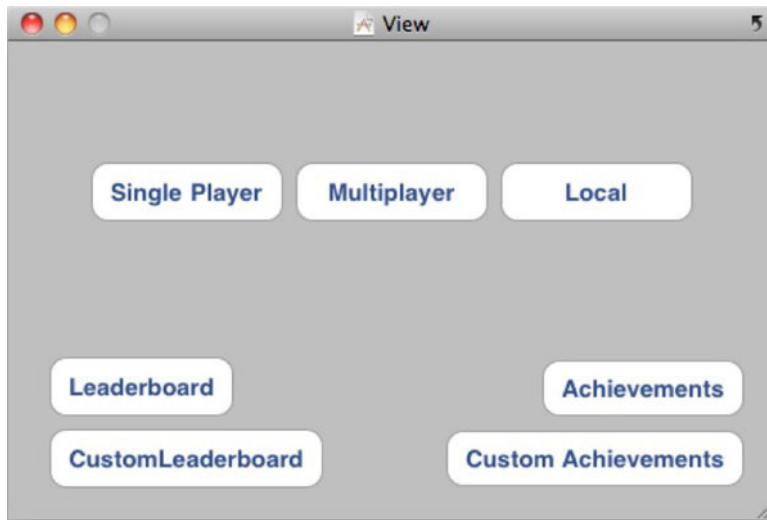 View
Single Player Multiplayer Local
Leaderboard Achievements
CustomLeaderboard Custom Achievements